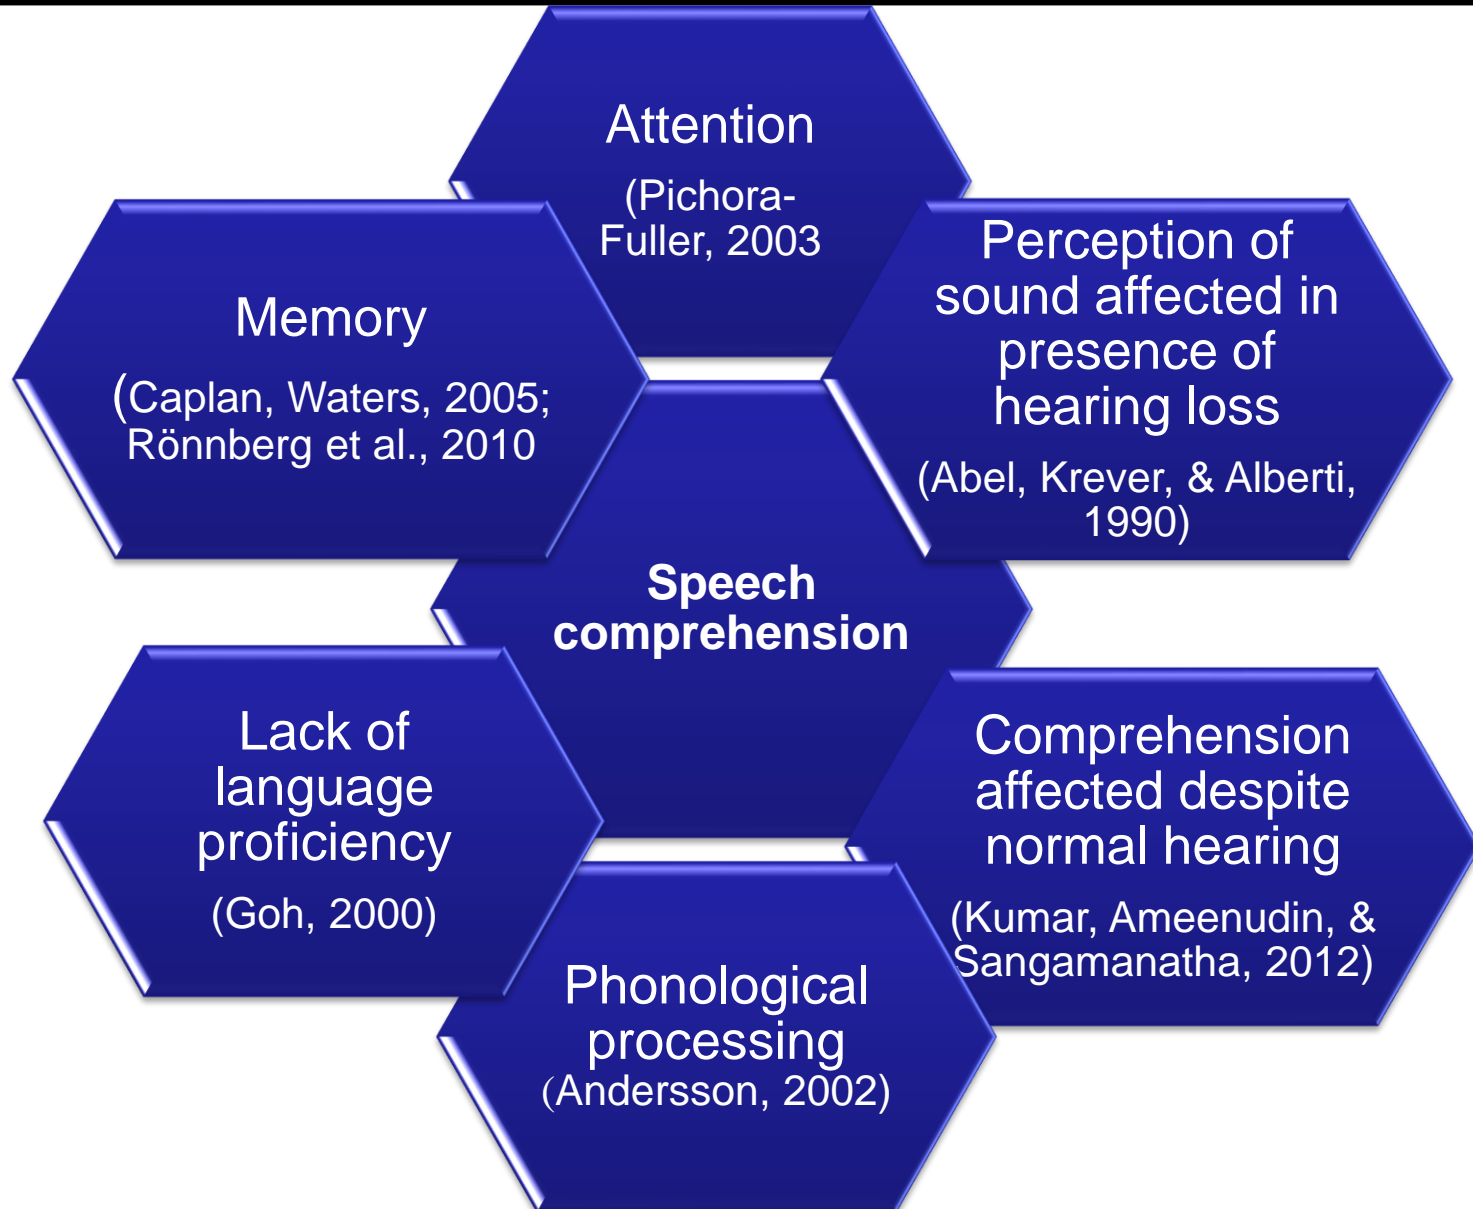 Attention
(Pichora-
Fuller, 2003
Perception of
sound affected in
presence of
hearing loss
(Abel, Krever, & Alberti,
1990)
Memory
(Caplan, Waters, 2005;
Rönnberg et al., 2010
Speech
comprehension
Lack of
language
proficiency
(Goh, 2000)
Comprehension
affected despite
normal hearing
(Kumar, Ameenudin, &
Sangamanatha, 2012)
Phonological
processing
(Andersson, 2002)